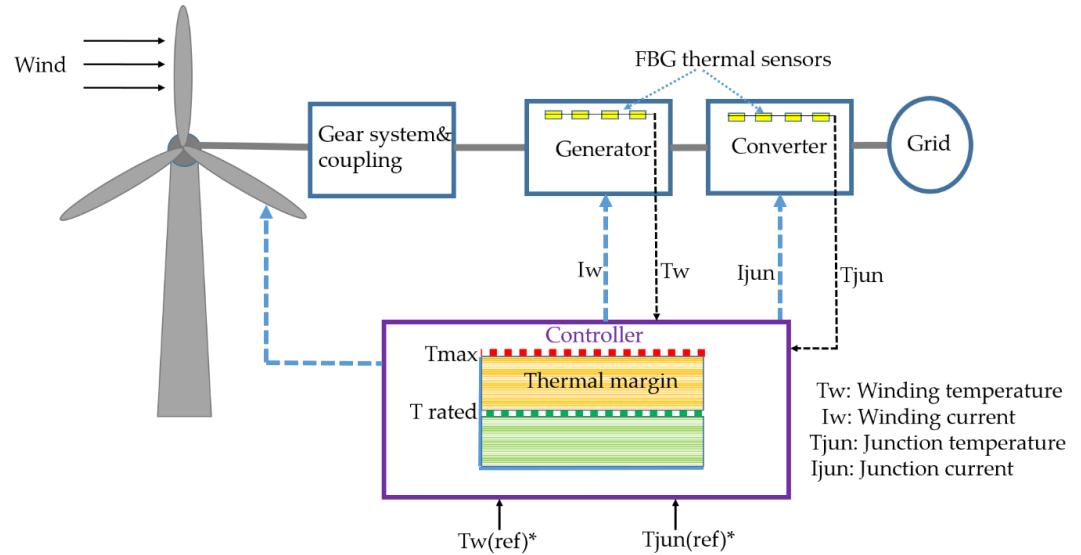 FBG thermal sensors
Wind
Gear system&
coupling
Generator
Converter
Grid
Iw
Tw
Ijun
Tjun
Controller
Tmax
Thermal margin
T rated
Tw: Winding temperature
Iw: Winding current
Tjun: Junction temperature
Ijun: Junction current
Tw(ref)*
Tjun(ref)*